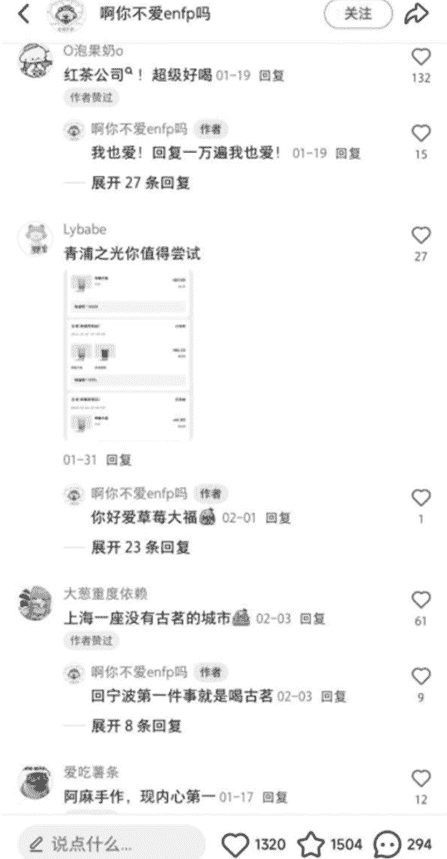 啊你不爱enfp吗
关注
O泡果奶o
红茶公司！超级好喝 01-19 回复
132
作者赞过
啊你不爱enfp吗 作者
我也爱！回复一万遍我也爱！ 01-19 回复
15
展开 27 条回复
Lybabe
青浦之光你值得尝试
27
01-31 回复
啊你不爱enfp吗 作者
你好爱草莓大福 02-01 回复
1
展开 23 条回复
大葱重度依赖
上海一座没有古茗的城市 02-03 回复
61
作者赞过
啊你不爱enfp吗 作者
回宁波第一件事就是喝古茗 02-03 回复
9
展开 8 条回复
爱吃薯条
阿麻手作，现内心第一 01-17 回复
12
说点什么...
1320
1504
294